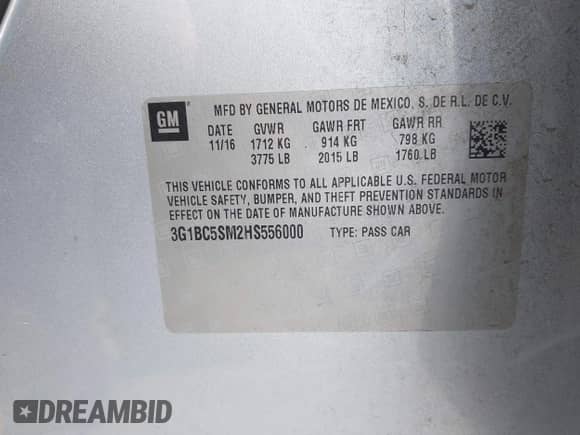 GM
MFD BY GENERAL MOTORS DE MEXICO, S. DE R.L. DE C.V.
DATE GVWR GAWR FRT GAWR RR
11/16 1712 KG 914 KG 798 KG
3775 LB 2015 LB 1760 LB
THIS VEHICLE CONFORMS TO ALL APPLICABLE U.S. FEDERAL MOTOR
VEHICLE SAFETY, BUMPER, AND THEFT PREVENTION STANDARDS IN
EFFECT ON THE DATE OF MANUFACTURE SHOWN ABOVE.
3G1BC5SM2HS556000 TYPE: PASS CAR
DREAMBID